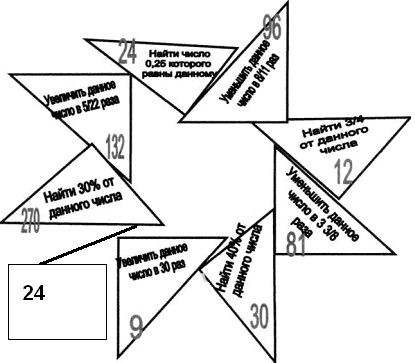 24
Найти число
0,25 которого
равны данному
96
Уменьшить данное
число в 8/11 раз
Найти 3/4
от данного
числа
12
Уменьшить данное
число в 3 3/8
раза
81
Найти 40% от
данного числа
30
Увеличить данное
число в 30 раз
9
Найти 30% от
данного числа
270
Увеличить данное
число в 5/22 раза
132
24